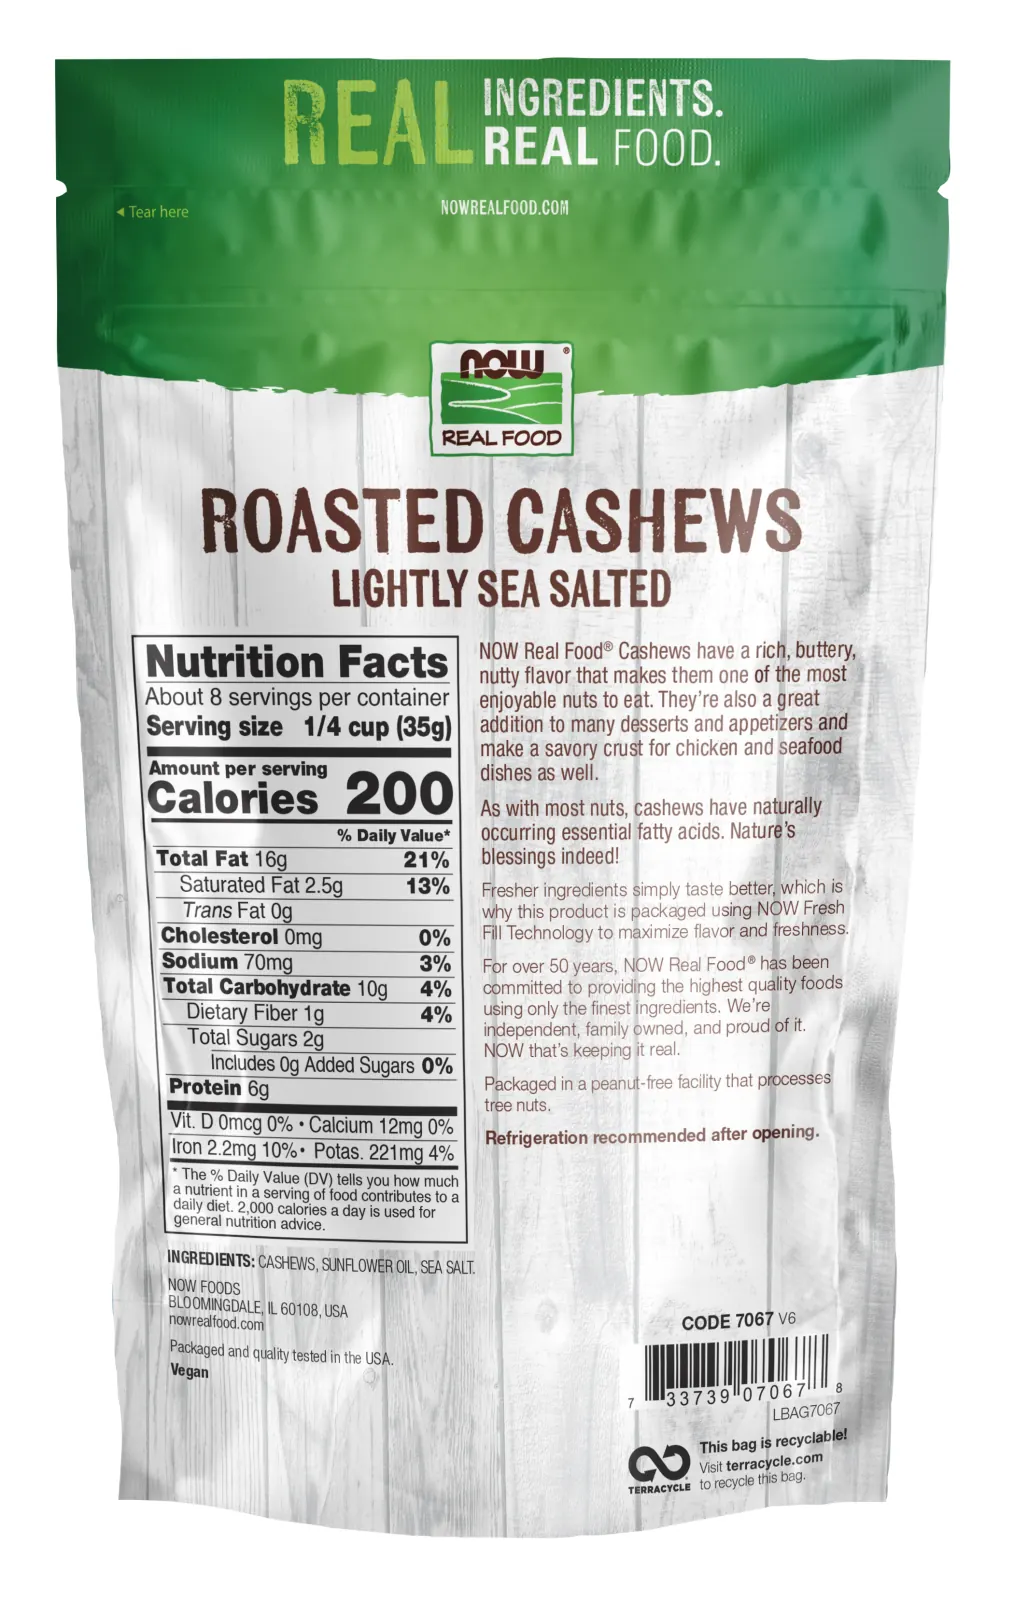 REAL INGREDIENTS.
REAL FOOD.
◄ Tear here
NOWREALFOOD.COM
NOW®
REAL FOOD
ROASTED CASHEWS
LIGHTLY SEA SALTED
Nutrition Facts
About 8 servings per container
Serving size 1/4 cup (35g)
Amount per serving
Calories 200
% Daily Value*
Total Fat 16g 21%
Saturated Fat 2.5g 13%
Trans Fat 0g
Cholesterol 0mg 0%
Sodium 70mg 3%
Total Carbohydrate 10g 4%
Dietary Fiber 1g 4%
Total Sugars 2g
Includes 0g Added Sugars 0%
Protein 6g
Vit. D 0mcg 0% • Calcium 12mg 0%
Iron 2.2mg 10% • Potas. 221mg 4%
* The % Daily Value (DV) tells you how much
a nutrient in a serving of food contributes to a
daily diet. 2,000 calories a day is used for
general nutrition advice.
INGREDIENTS: CASHEWS, SUNFLOWER OIL, SEA SALT.
NOW FOODS
BLOOMINGDALE, IL 60108, USA
nowrealfood.com
Packaged and quality tested in the USA.
Vegan
NOW Real Food® Cashews have a rich, buttery,
nutty flavor that makes them one of the most
enjoyable nuts to eat. They're also a great
addition to many desserts and appetizers and
make a savory crust for chicken and seafood
dishes as well.
As with most nuts, cashews have naturally
occurring essential fatty acids. Nature's
blessings indeed!
Fresher ingredients simply taste better, which is
why this product is packaged using NOW Fresh
Fill Technology to maximize flavor and freshness.
For over 50 years, NOW Real Food® has been
committed to providing the highest quality foods
using only the finest ingredients. We're
independent, family owned, and proud of it.
NOW that's keeping it real.
Packaged in a peanut-free facility that processes
tree nuts.
Refrigeration recommended after opening.
CODE 7067 V6
7 33739 07067 8
LBAG7067
TERRACYCLE
This bag is recyclable!
Visit terracycle.com
to recycle this bag.